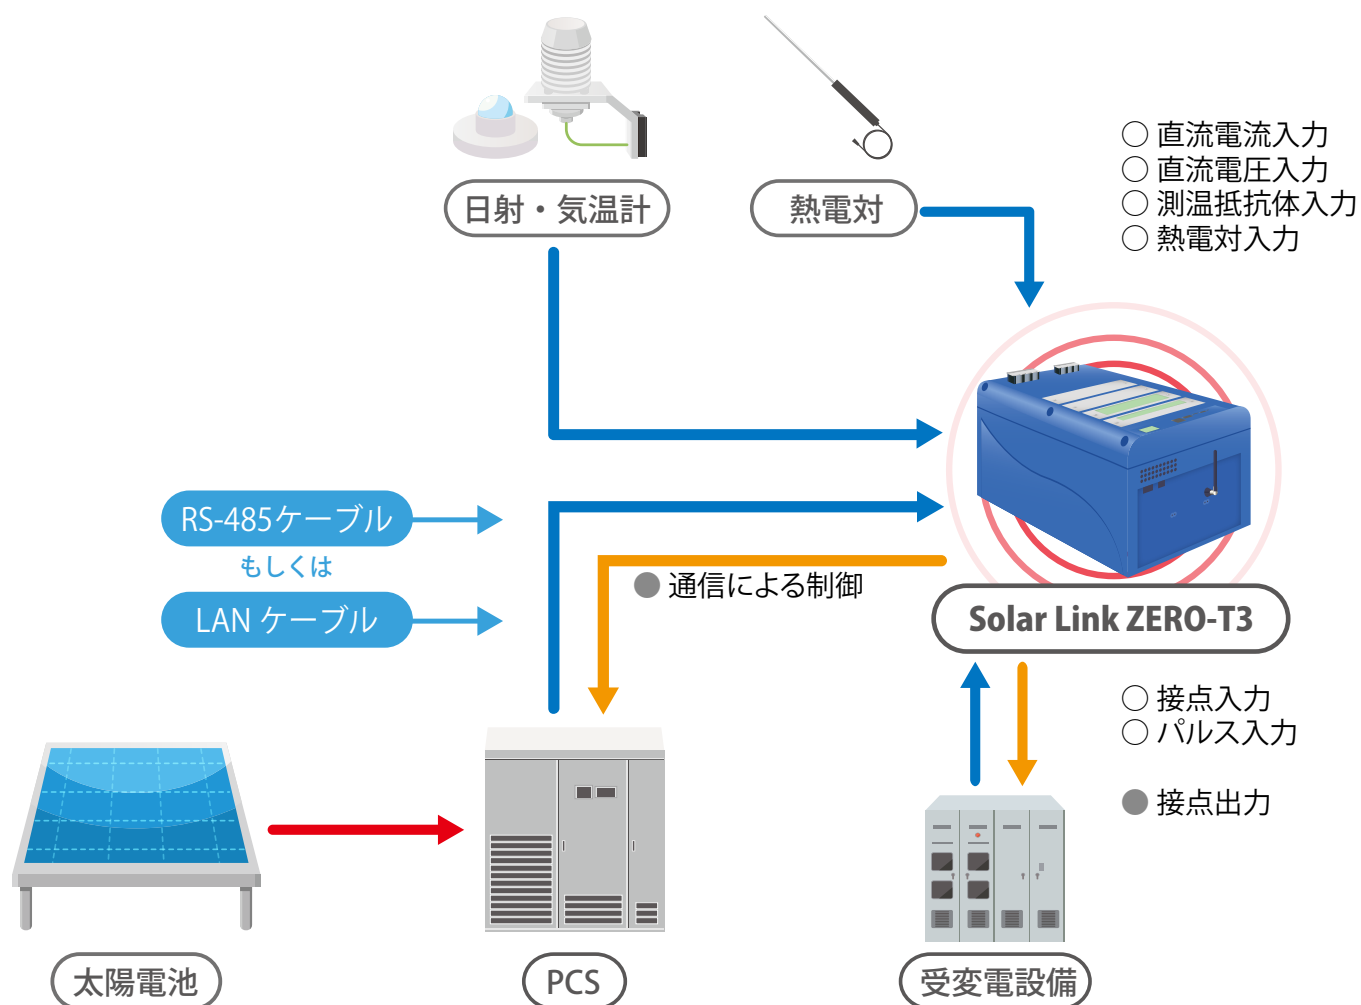 日射・気温計
熱電対
○ 直流電流入力
○ 直流電圧入力
○ 測温抵抗体入力
○ 熱電対入力
RS-485ケーブル
もしくは
LAN ケーブル
● 通信による制御
Solar Link ZERO-T3
○ 接点入力
○ パルス入力
● 接点出力
太陽電池
PCS
受変電設備